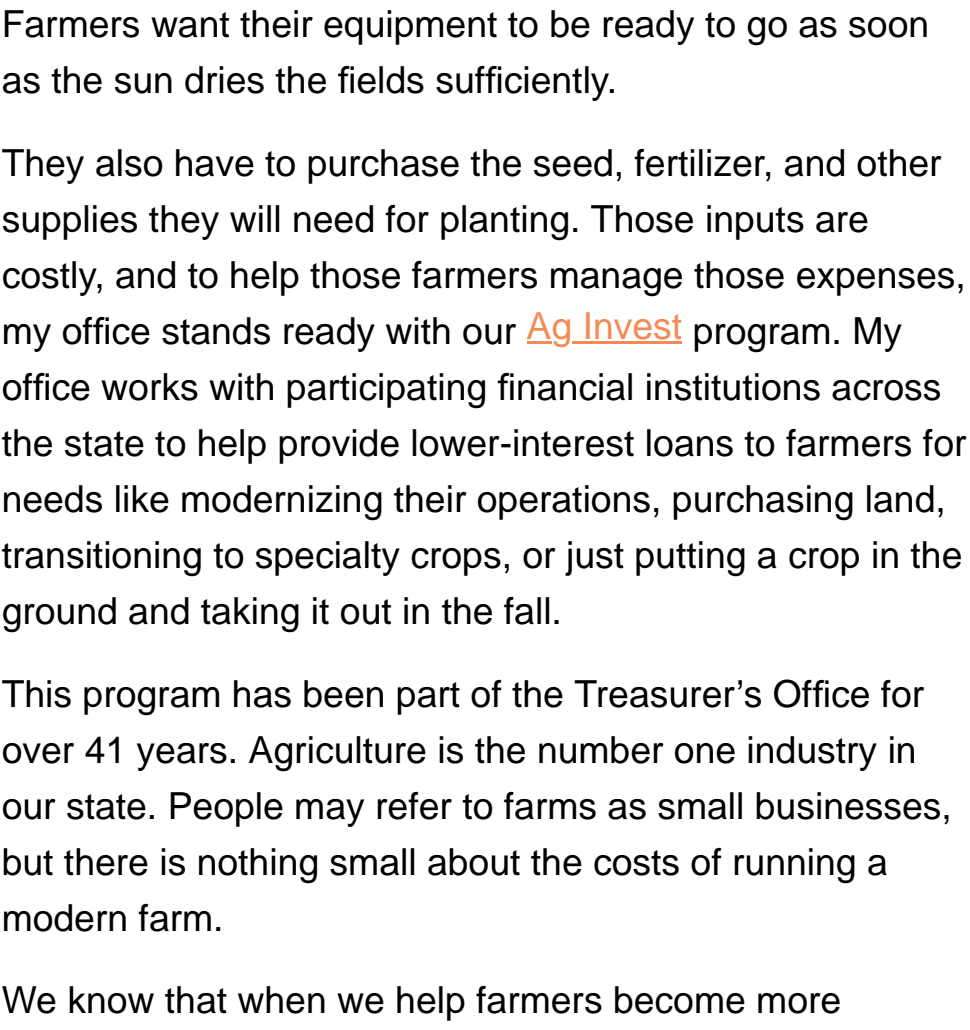 Farmers want their equipment to be ready to go as soon
as the sun dries the fields sufficiently.
They also have to purchase the seed, fertilizer, and other
supplies they will need for planting. Those inputs are
costly, and to help those farmers manage those expenses,
my office stands ready with our Ag Invest program. My
office works with participating financial institutions across
the state to help provide lower-interest loans to farmers for
needs like modernizing their operations, purchasing land,
transitioning to specialty crops, or just putting a crop in the
ground and taking it out in the fall.
This program has been part of the Treasurer’s Office for
over 41 years. Agriculture is the number one industry in
our state. People may refer to farms as small businesses,
but there is nothing small about the costs of running a
modern farm.
We know that when we help farmers become more